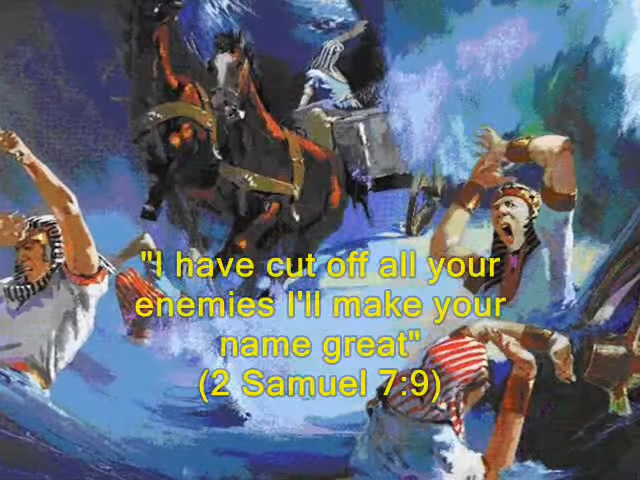 "I have cut off all your
enemies I'll make your
name great"
(2 Samuel 7:9)